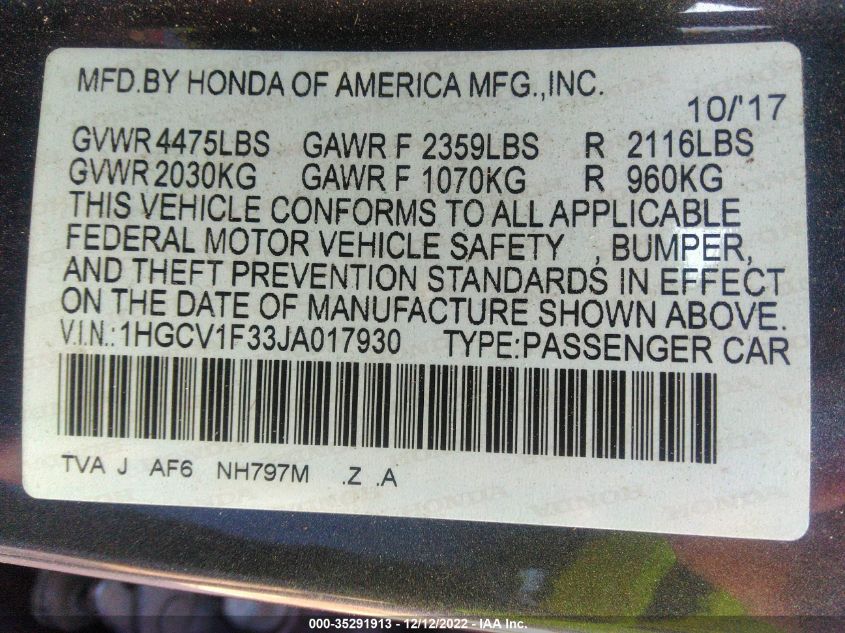 MFD.BY HONDA OF AMERICA MFG.,INC.
10/'17
GVWR 4475LBS GAWR F 2359LBS R 2116LBS
GVWR 2030KG GAWR F 1070KG R 960KG
THIS VEHICLE CONFORMS TO ALL APPLICABLE
FEDERAL MOTOR VEHICLE SAFETY , BUMPER,
AND THEFT PREVENTION STANDARDS IN EFFECT
ON THE DATE OF MANUFACTURE SHOWN ABOVE.
V.I.N.:1HGCV1F33JA017930 TYPE:PASSENGER CAR
TVA J AF6 NH797M .Z .A
000-35291913 - 12/12/2022 - IAA Inc.